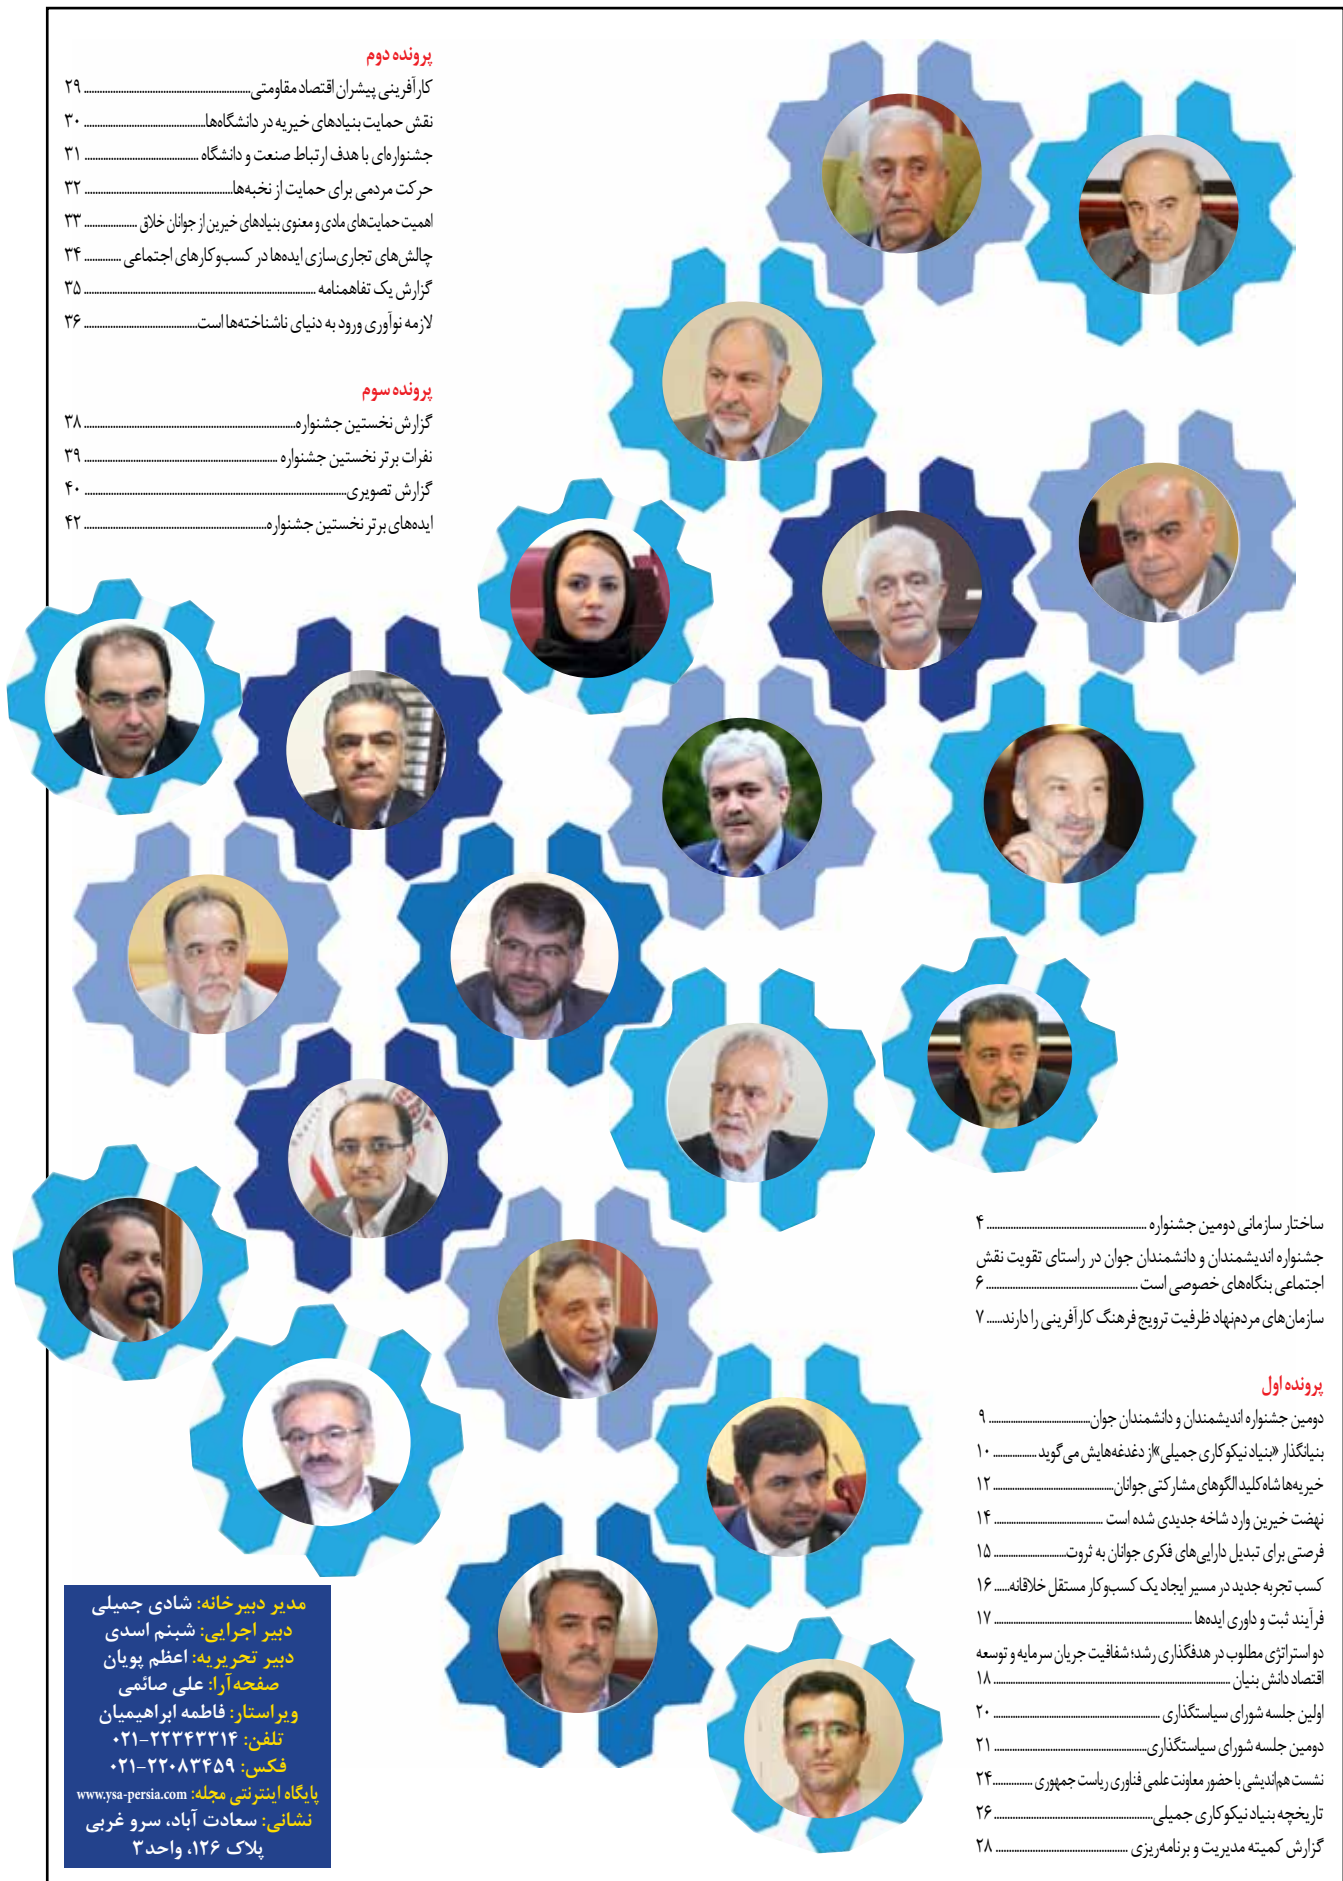 ساختار سازمانی دومین جشنواره ........ ۴
جشنواره اندیشمندان و دانشمندان جوان در راستای تقویت نقش
اجتماعی بنگاه‌های خصوصی است ........ ۶
سازمان‌های مردم‌نهاد ظرفیت ترویج فرهنگ کارآفرینی را دارند...... ۷
پرونده اول
دومین جشنواره اندیشمندان و دانشمندان جوان........ ۹
بنیانگذار «بنیاد نیکوکاری جمیلی» از دغدغه‌هایش می‌گوید ........ ۱۰
خیریه‌ها شاه‌کلید الگوهای مشارکتی جوانان........ ۱۲
نهضت خیرین وارد شاخه جدیدی شده است ........ ۱۴
فرصتی برای تبدیل دارایی‌های فکری جوانان به ثروت........ ۱۵
کسب تجربه جدید در مسیر ایجاد یک کسب‌وکار مستقل خلاقانه...... ۱۶
فرآیند ثبت و داوری ایده‌ها ........ ۱۷
دو استراتژی مطلوب در هدفگذاری رشد؛ شفافیت جریان سرمایه و توسعه
اقتصاد دانش بنیان ........ ۱۸
اولین جلسه شورای سیاستگذاری ........ ۲۰
دومین جلسه شورای سیاستگذاری........ ۲۱
نشست هم‌اندیشی با حضور معاونت علمی فناوری ریاست جمهوری ........ ۲۴
تاریخچه بنیاد نیکوکاری جمیلی........ ۲۶
گزارش کمیته مدیریت و برنامه‌ریزی ........ ۲۸
پرونده دوم
کارآفرینی پیشران اقتصاد مقاومتی........ ۲۹
نقش حمایت بنیادهای خیریه در دانشگاه‌ها........ ۳۰
جشنواره‌ای با هدف ارتباط صنعت و دانشگاه ........ ۳۱
حرکت مردمی برای حمایت از نخبه‌ها........ ۳۲
اهمیت حمایت‌های مادی و معنوی بنیادهای خیرین از جوانان خلاق ........ ۳۳
چالش‌های تجاری‌سازی ایده‌ها در کسب‌وکارهای اجتماعی ........ ۳۴
گزارش یک تفاهمنامه ........ ۳۵
لازمه نوآوری ورود به دنیای ناشناخته‌ها است........ ۳۶
پرونده سوم
گزارش نخستین جشنواره........ ۳۸
نفرات برتر نخستین جشنواره ........ ۳۹
گزارش تصویری........ ۴۰
ایده‌های برتر نخستین جشنواره........ ۴۲
مدیر دبیرخانه: شادی جمیلی
دبیر اجرایی: شبنم اسدی
دبیر تحریریه: اعظم پویان
صفحه‌آرا: علی صائمی
ویراستار: فاطمه ابراهیمیان
تلفن: ۲۲۳۴۳۳۱۴-۰۲۱
فکس: ۲۲۰۸۳۴۵۹-۰۲۱
پایگاه اینترنتی مجله: www.ysa-persia.com
نشانی: سعادت آباد، سرو غربی
پلاک ۱۲۶، واحد ۳